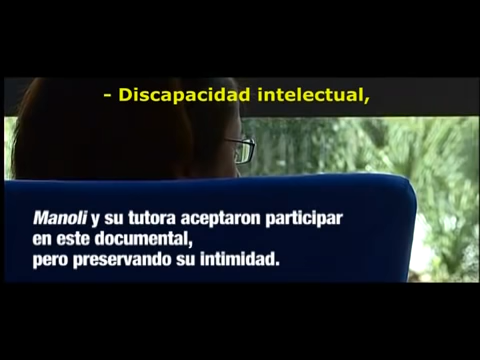 - Discapacidad intelectual,
Manoli y su tutora aceptaron participar
en este documental,
pero preservando su intimidad.